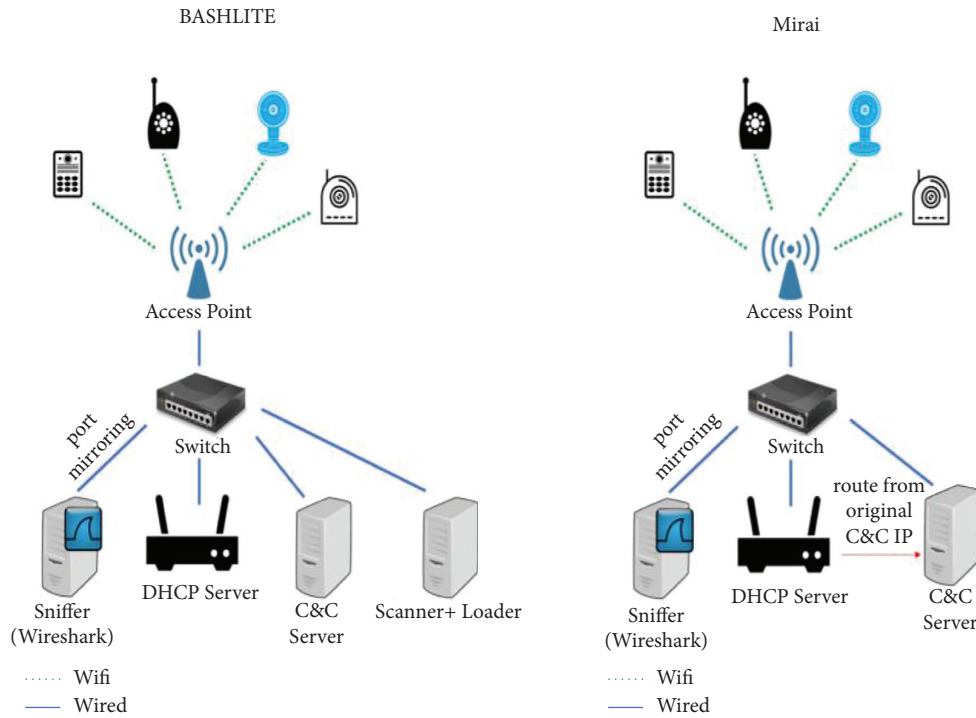 BASHLITE
Access Point
port
mirroring
Switch
Sniffer
(Wireshark)
DHCP Server
C&C
Server
Scanner+ Loader
Wifi
Wired
Mirai
Access Point
port
mirroring
Switch
route from
original
C&C IP
Sniffer
(Wireshark)
DHCP Server
C&C
Server
Wifi
Wired